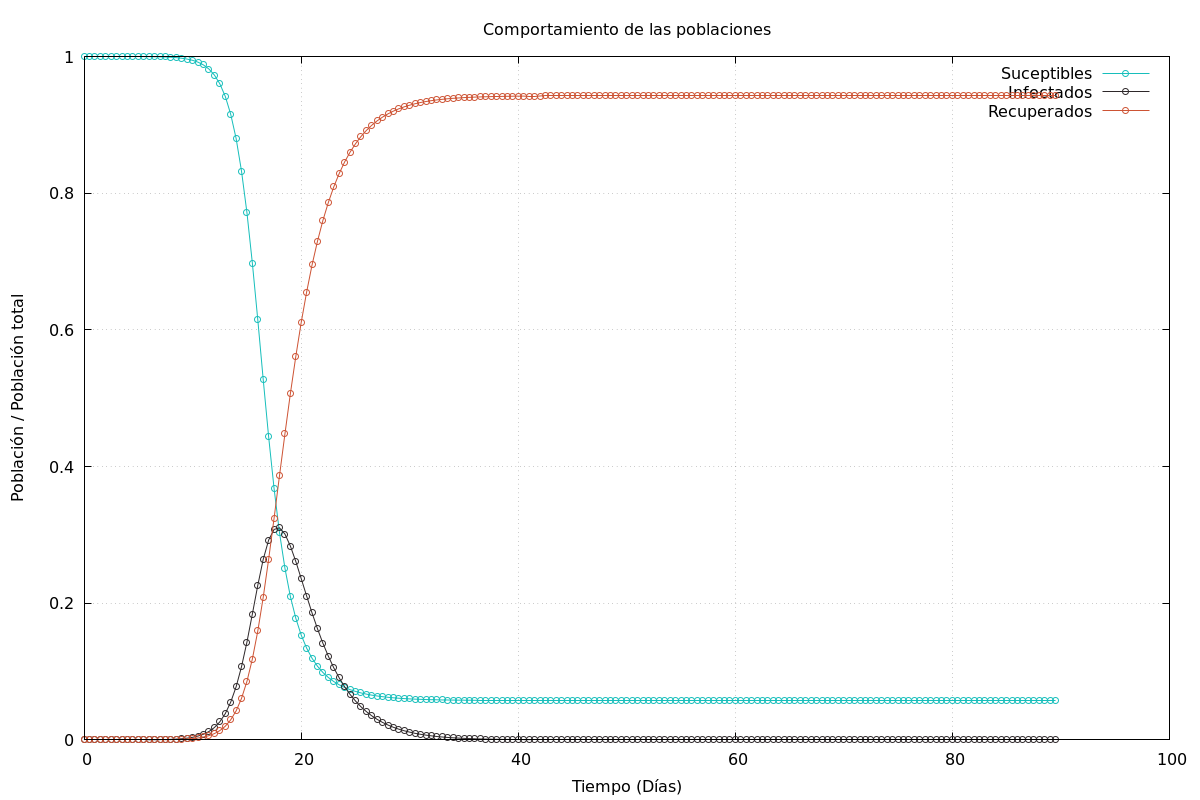 Comportamiento de las poblaciones
1
0.8
0.6
0.4
0.2
0
Suceptibles
Infectados
Recuperados
Población / Población total
0 20 40 60 80 100
Tiempo (Días)